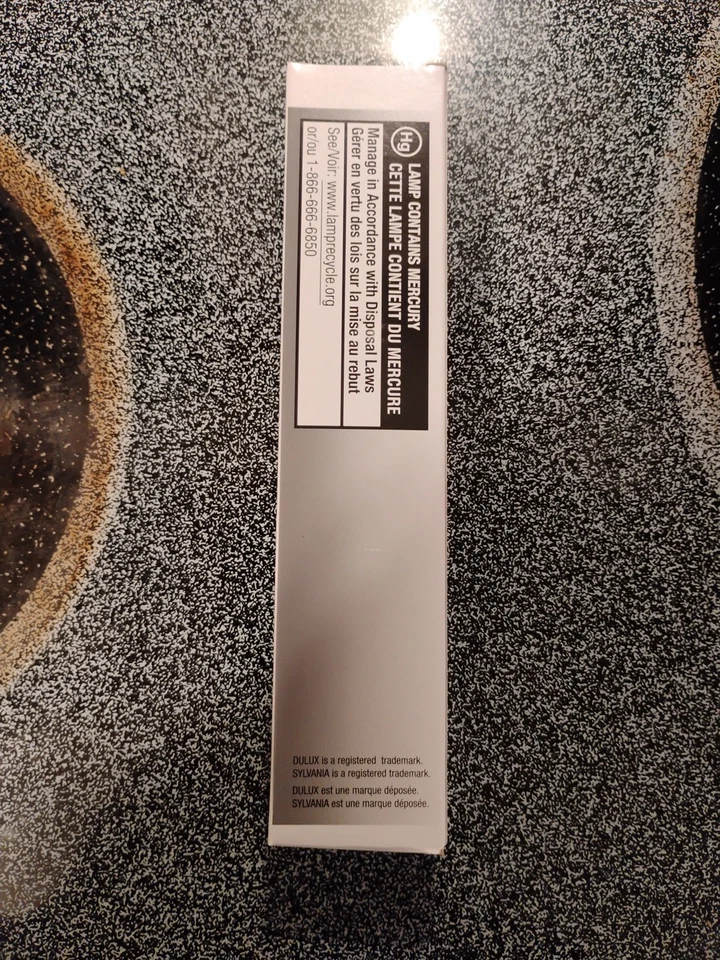 Hg
LAMP CONTAINS MERCURY
CETTE LAMPE CONTIENT DU MERCURE
Manage in Accordance with Disposal Laws
Gérer en vertu des lois sur la mise au rebut
See/Voir: www.lamprecycle.org
or/ou 1-866-666-6850
DULUX is a registered trademark.
SYLVANIA is a registered trademark.
DULUX est une marque déposée.
SYLVANIA est une marque déposée.